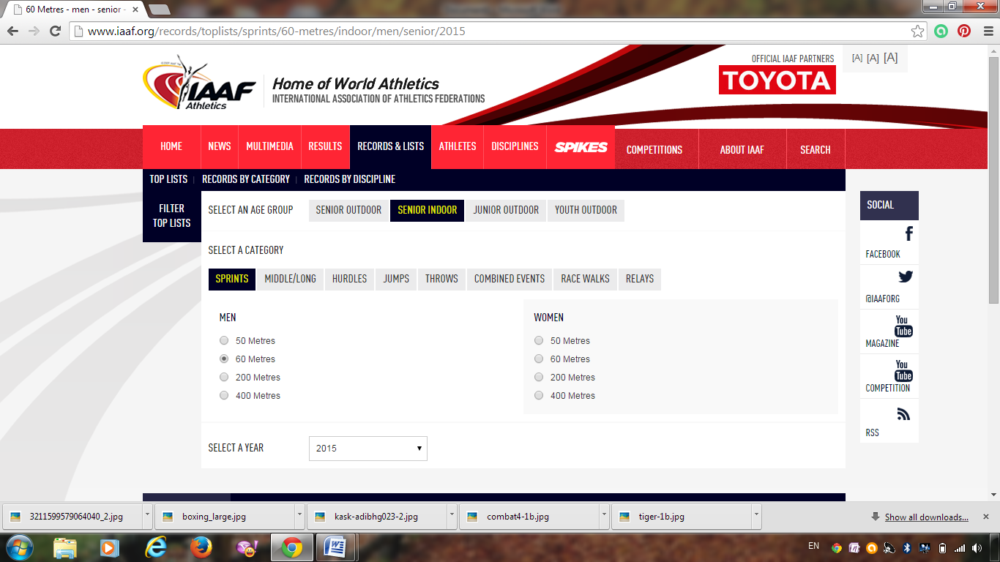 60 Metres - men - senior -
www.iaaf.org/records/toplists/sprints/60-metres/indoor/men/senior/2015
IAAF
Athletics
Home of World Athletics
INTERNATIONAL ASSOCIATION OF ATHLETICS FEDERATIONS
OFFICIAL IAAF PARTNERS
TOYOTA
[A] [A] [A]
HOME NEWS MULTIMEDIA RESULTS RECORDS & LISTS ATHLETES DISCIPLINES SPIKES COMPETITIONS ABOUT IAAF SEARCH
TOP LISTS RECORDS BY CATEGORY RECORDS BY DISCIPLINE
FILTER
TOP LISTS
SELECT AN AGE GROUP SENIOR OUTDOOR SENIOR INDOOR JUNIOR OUTDOOR YOUTH OUTDOOR
SELECT A CATEGORY
SPRINTS MIDDLE/LONG HURDLES JUMPS THROWS COMBINED EVENTS RACE WALKS RELAYS
MEN
50 Metres
60 Metres
200 Metres
400 Metres
WOMEN
50 Metres
60 Metres
200 Metres
400 Metres
SELECT A YEAR 2015
SOCIAL
FACEBOOK
@IAAFORG
You
Tube
MAGAZINE
You
Tube
COMPETITION
RSS
3211599579064040_2.jpg boxing_large.jpg kask-adibhg023-2.jpg combat4-1b.jpg tiger-1b.jpg Show all downloads...
EN